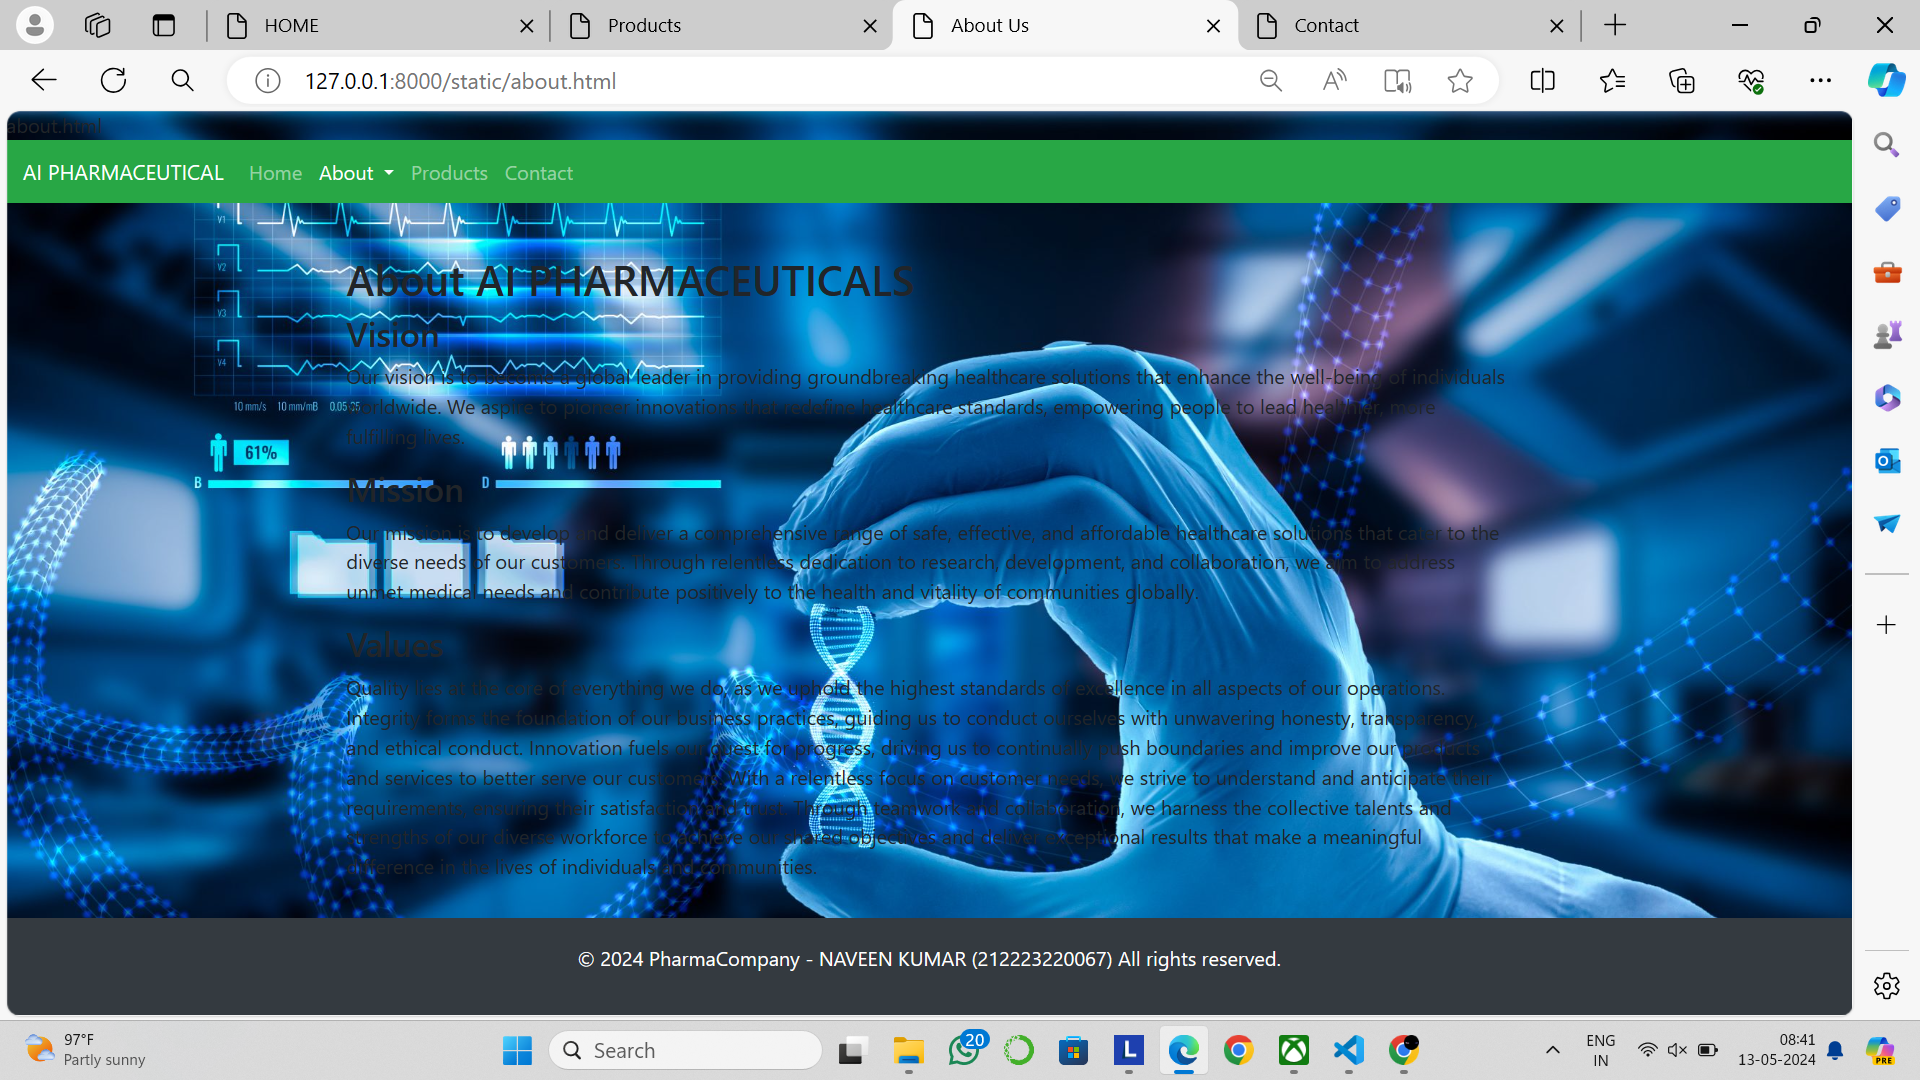 HOME
Products
About Us
Contact
127.0.0.1:8000/static/about.html
about.html
AI PHARMACEUTICAL
Home
About
Products
Contact
V1
V2
V3
V4
10 mm/s 10 mm/mB 0.05-25
61%
B
D
About AI PHARMACEUTICALS
Vision
Our vision is to become a global leader in providing groundbreaking healthcare solutions that enhance the well-being of individuals
worldwide. We aspire to pioneer innovations that redefine healthcare standards, empowering people to lead healthier, more
fulfilling lives.
Mission
Our mission is to develop and deliver a comprehensive range of safe, effective, and affordable healthcare solutions that cater to the
diverse needs of our customers. Through relentless dedication to research, development, and collaboration, we aim to address
unmet medical needs and contribute positively to the health and vitality of communities globally.
Values
Quality lies at the core of everything we do, as we uphold the highest standards of excellence in all aspects of our operations.
Integrity forms the foundation of our business practices, guiding us to conduct ourselves with unwavering honesty, transparency,
and ethical conduct. Innovation fuels our quest for progress, driving us to continually push boundaries and improve our products
and services to better serve our customers. With a relentless focus on customer needs, we strive to understand and anticipate their
requirements, ensuring their satisfaction and trust. Through teamwork and collaboration, we harness the collective talents and
strengths of our diverse workforce to achieve our shared objectives and deliver exceptional results that make a meaningful
difference in the lives of individuals and communities.
© 2024 PharmaCompany - NAVEEN KUMAR (212223220067) All rights reserved.
97°F
Partly sunny
Search
20
L
ENG
IN
08:41
13-05-2024
PRE